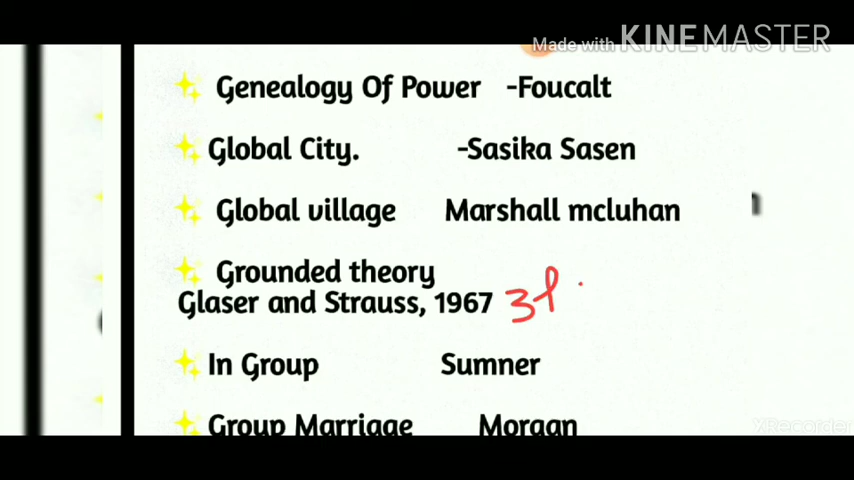 Made with KINEMASTER
Genealogy Of Power -Foucalt
Global City. -Sasika Sasen
Global village Marshall mcluhan
Grounded theory
Glaser and Strauss, 1967
In Group Sumner
Group Marriage Morgan
XRecorder